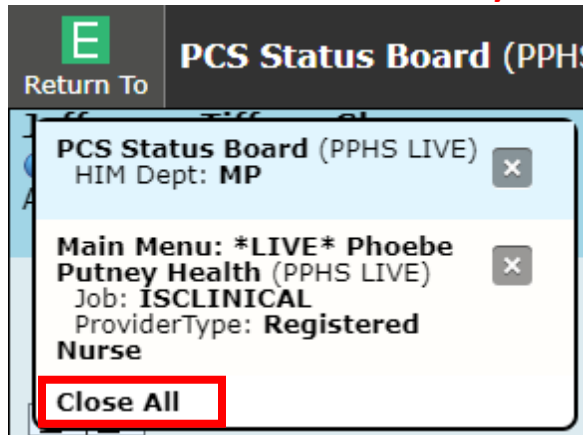 E
Return To
PCS Status Board (PPHS
PCS Status Board (PPHS LIVE)
HIM Dept: MP
Main Menu: *LIVE* Phoebe
Putney Health (PPHS LIVE)
Job: ISCLINICAL
ProviderType: Registered
Nurse
Close All